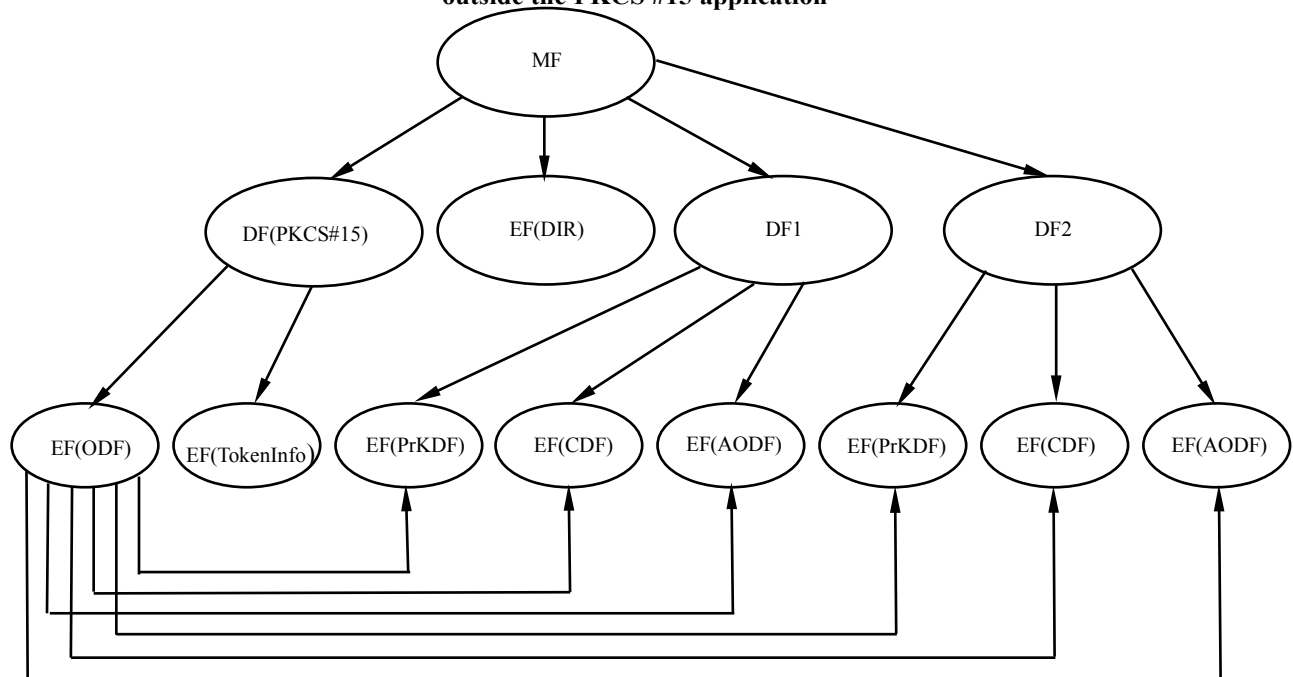 outside the PKCS #15 application
MF
DF(PKCS#15)
EF(DIR)
DF1
DF2
EF(ODF)
EF(TokenInfo)
EF(PrKDF)
EF(CDF)
EF(AODF)
EF(PrKDF)
EF(CDF)
EF(AODF)